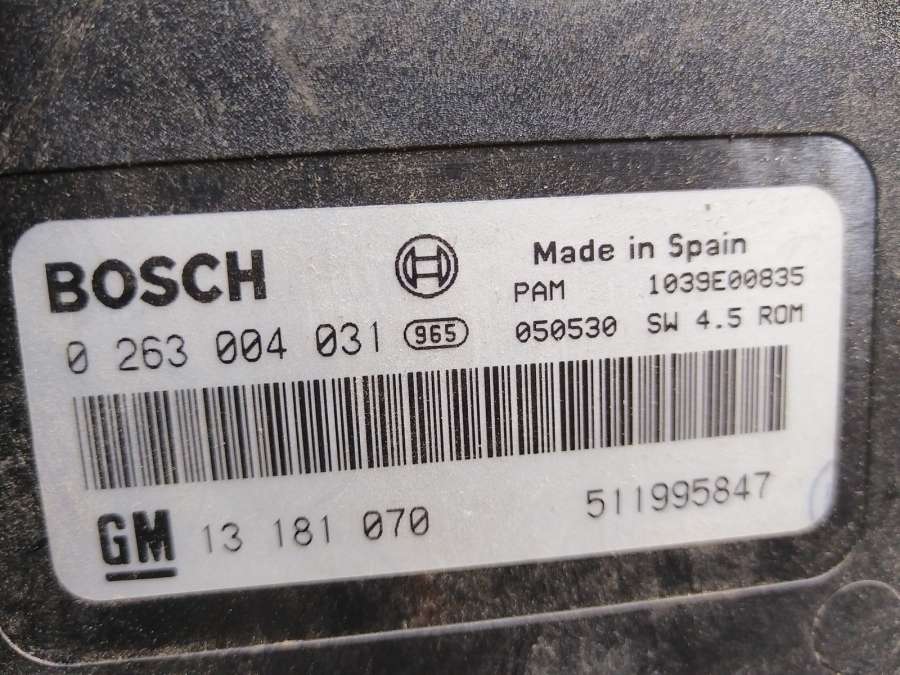 BOSCH
Made in Spain
PAM 1039E00835
0 263 004 031 965
050530 SW 4.5 ROM
GM 13 181 070
511995847